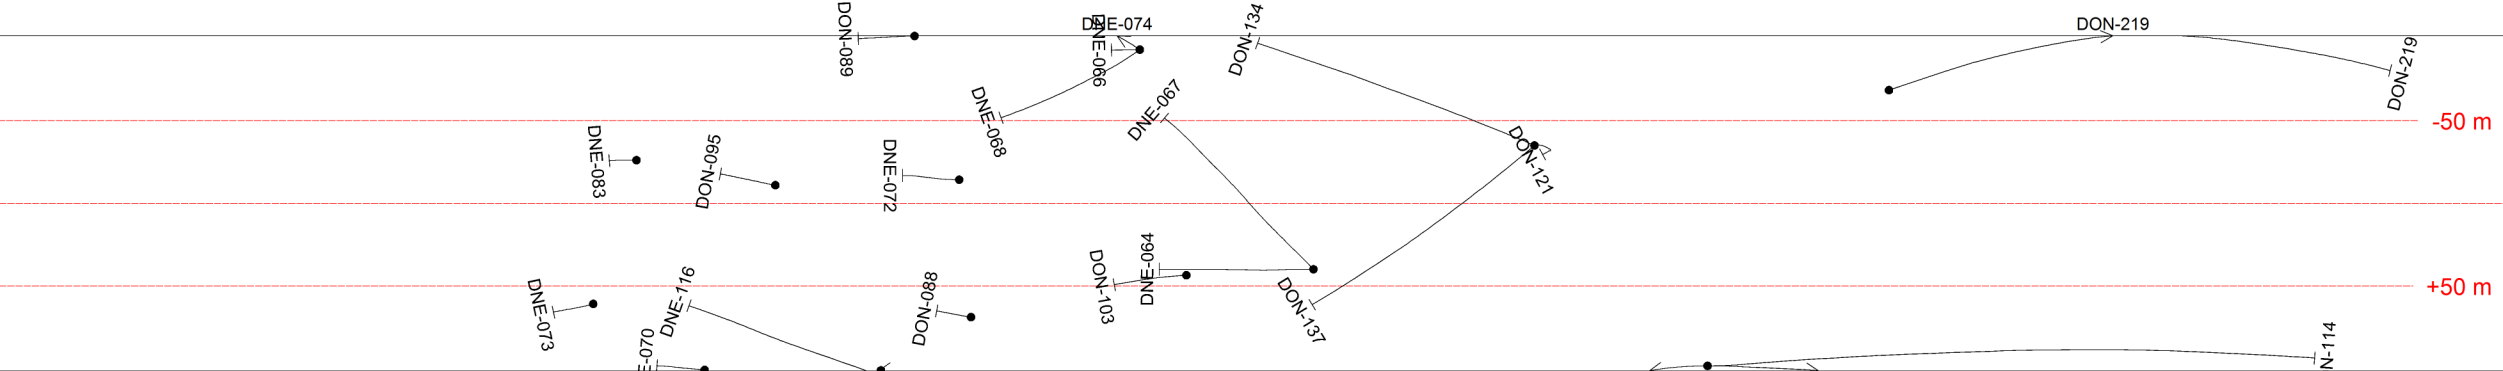 DON-089
DNE-074
DNE-066
DON-134
DON-219
DON-219
DNE-068
DNE-067
-50 m
DNE-083
DON-095
DNE-072
DON-121
DNE-064
DON-103
+50 m
DNE-073
DNE-116
DON-088
DON-137
E-070
N-114